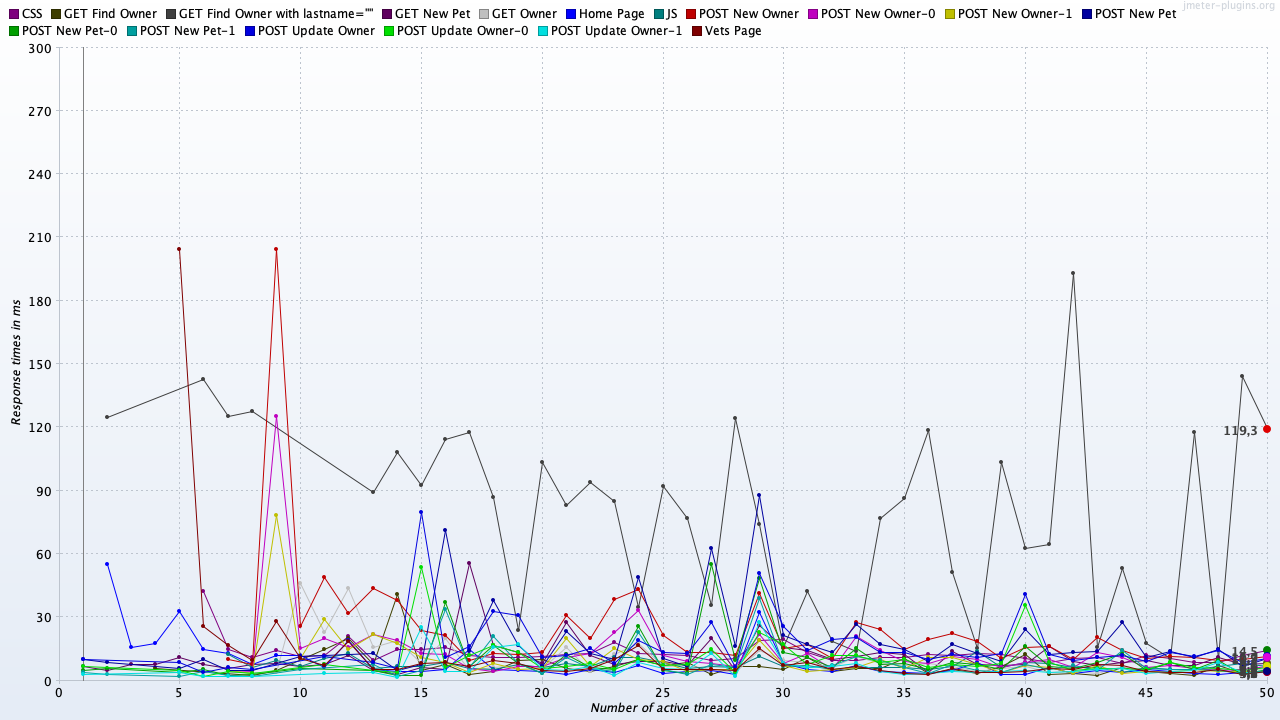 jmeter-plugins.org
CSS GET Find Owner GET Find Owner with lastname="" GET New Pet GET Owner Home Page JS POST New Owner POST New Owner-0 POST New Owner-1 POST New Pet
POST New Pet-0 POST New Pet-1 POST Update Owner POST Update Owner-0 POST Update Owner-1 Vets Page
300
270
240
210
180
150
120
90
60
30
0
Response times in ms
119,3
14,5
0 5 10 15 20 25 30 35 40 45 50
Number of active threads